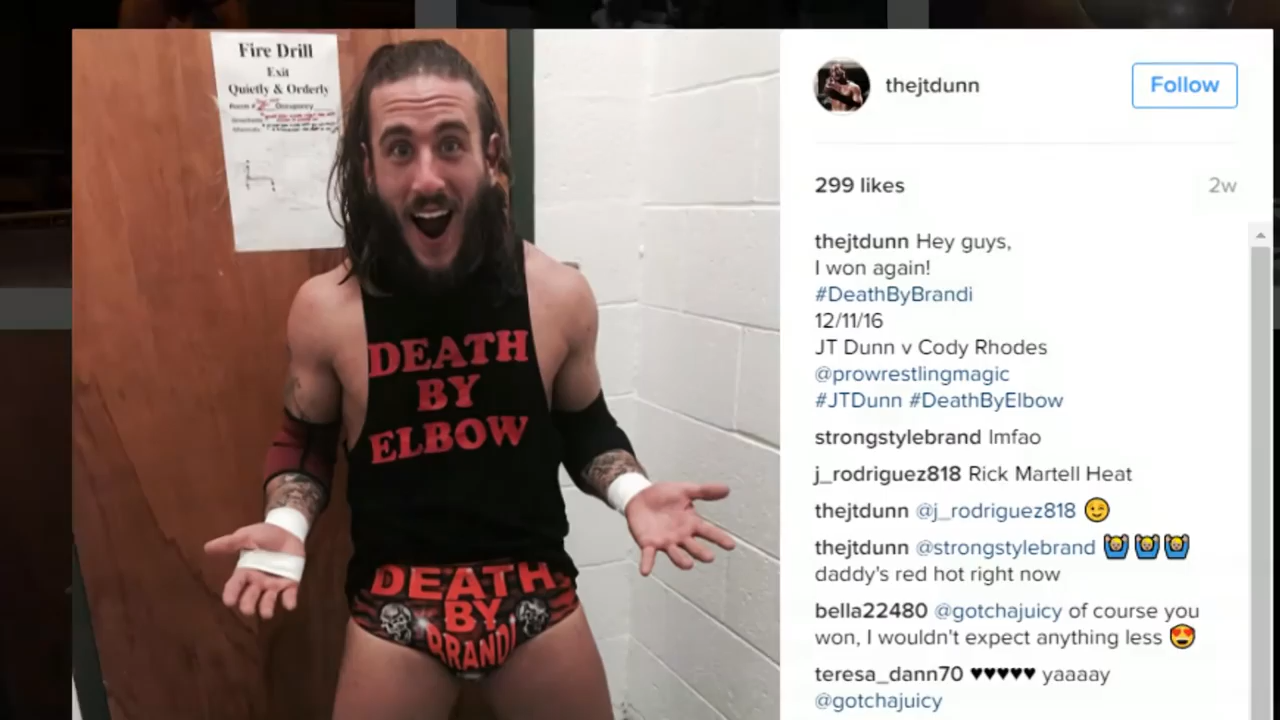 Fire Drill
Exit
Quietly & Orderly
Room # Occupancy
DEATH
BY
ELBOW
DEATH
BY
BRANDI
thejtdunn
Follow
299 likes
2w
thejtdunn Hey guys,
I won again!
#DeathByBrandi
12/11/16
JT Dunn v Cody Rhodes
@prowrestlingmagic
#JTDunn #DeathByElbow
strongstylebrand lmfao
j_rodriguez818 Rick Martell Heat
thejtdunn @j_rodriguez818 😉
thejtdunn @strongstylebrand 🙆🙆🙆
daddy's red hot right now
bella22480 @gotchajuicy of course you
won, I wouldn't expect anything less 😍
teresa_dann70 ♥♥♥♥♥ yaaaay
@gotchajuicy